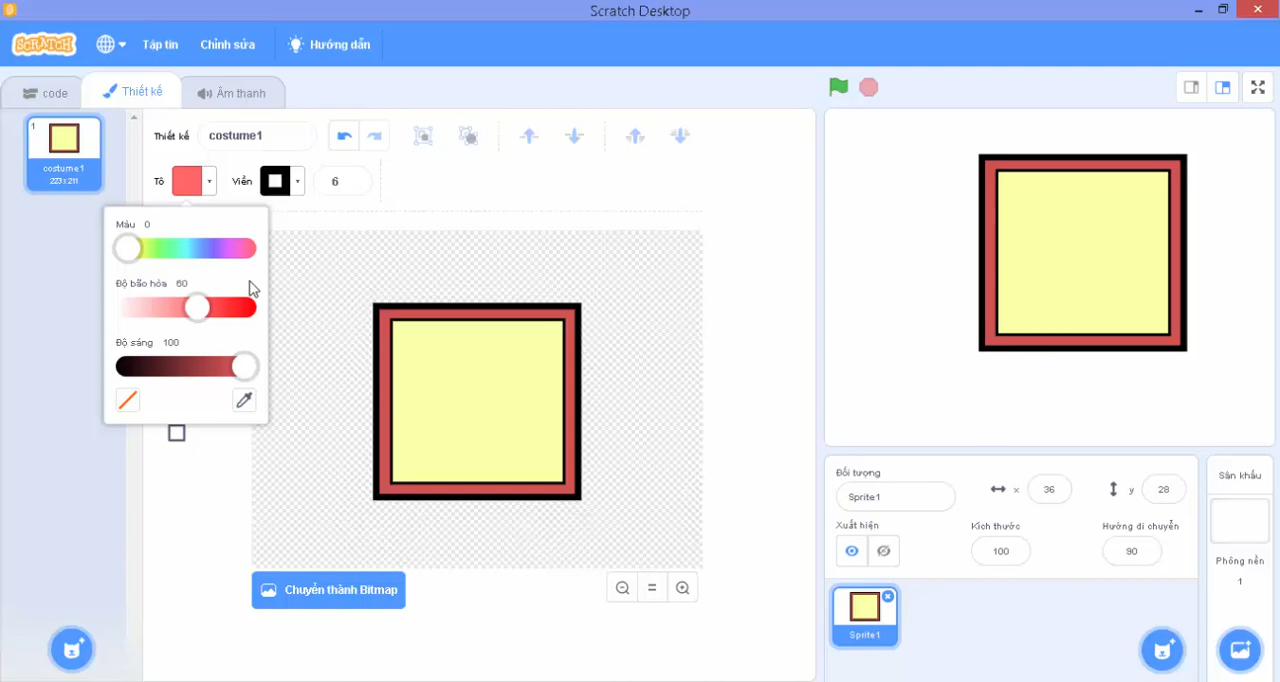 Scratch Desktop
SCRATCH
Tập tin
Chỉnh sửa
Hướng dẫn
code
Thiết kế
Âm thanh
1
costume1
223 x 211
Thiết kế
costume1
Tô
Viền
6
Màu 0
Độ bão hòa 60
Độ sáng 100
Chuyển thành Bitmap
Đối tượng
Sprite1
x
36
y
28
Xuất hiện
Kích thước
100
Hướng di chuyển
90
Sprite1
Sân khấu
Phông nền
1